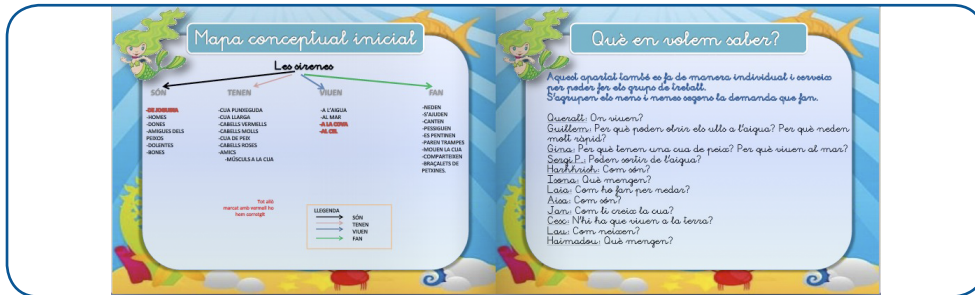 Mapa conceptual inicial
Les sirenes
SÓN
TENEN
VIUEN
FAN
-DE JOGUINA
-HOMES
-DONES
-AMIGUES DELS
PEIXOS
-DOLENTES
-BONES
-CUA PUNXEGUDA
-CUA LLARGA
-CABELLS VERMELLS
-CABELLS MOLLS
-CUA DE PEIX
-CABELLS ROSES
-AMICS
-MÚSCULS A LA CUA
-A L'AIGUA
-AL MAR
-A LA COVA
-AL CEL
-NEDEN
-S'AJUDEN
-CANTEN
-PESSIGUEN
-ES PENTINEN
-PAREN TRAMPES
-MOUEN LA CUA
-COMPARTEIXEN
-BRAÇALETS DE
PETXINES.
Tot allò
marcat amb vermell ho
hem corregit
LLEGENDA
SÓN
TENEN
VIUEN
FAN
Què en volem saber?
Aquest apartat també es fa de manera individual i serveix
per poder fer els grups de treball.
S'agrupen els nens i nenes segons la demanda que fan.
Queralt: On viuen?
Guillem: Per què poden obrir els ulls a l'aigua? Per què neden
molt ràpid?
Gina: Per què tenen una cua de peix? Per què viuen al mar?
Sergi P.: Poden sortir de l'aigua?
Harkhrish: Com són?
Isona: Què mengen?
Laia: Com ho fan per nedar?
Aixa: Com són?
Jan: Com li creix la cua?
Cesc: N'hi ha que viuen a la terra?
Lau: Com neixen?
Haimadou: Què mengen?